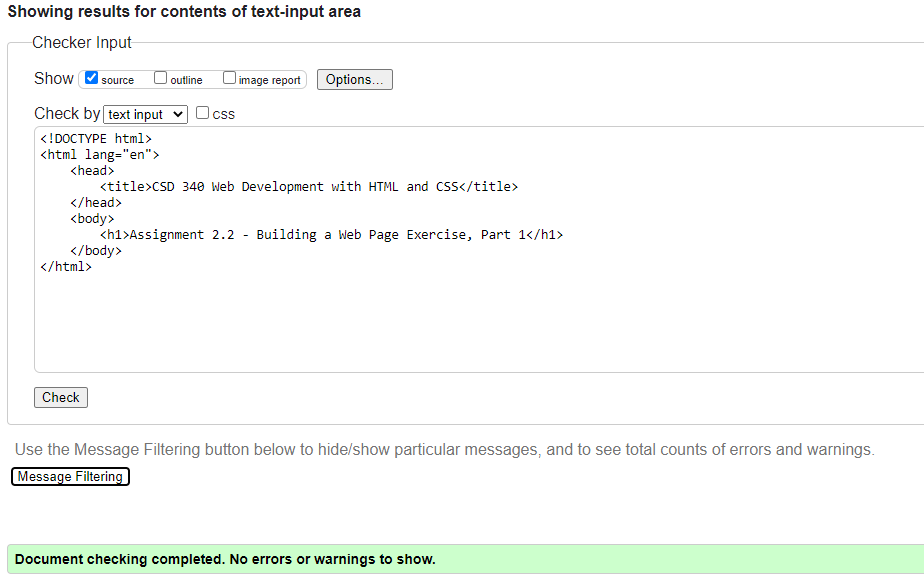 Showing results for contents of text-input area
Checker Input
Show source outline image report Options...
Check by text input css
<!DOCTYPE html>
<html lang="en">
    <head>
        <title>CSD 340 Web Development with HTML and CSS</title>
    </head>
    <body>
        <h1>Assignment 2.2 - Building a Web Page Exercise, Part 1</h1>
    </body>
</html>
Check
Use the Message Filtering button below to hide/show particular messages, and to see total counts of errors and warnings.
Message Filtering
Document checking completed. No errors or warnings to show.